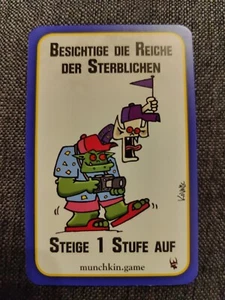 Besichtige die Reiche
der Sterblichen
Steige 1 Stufe auf
munchkin.game